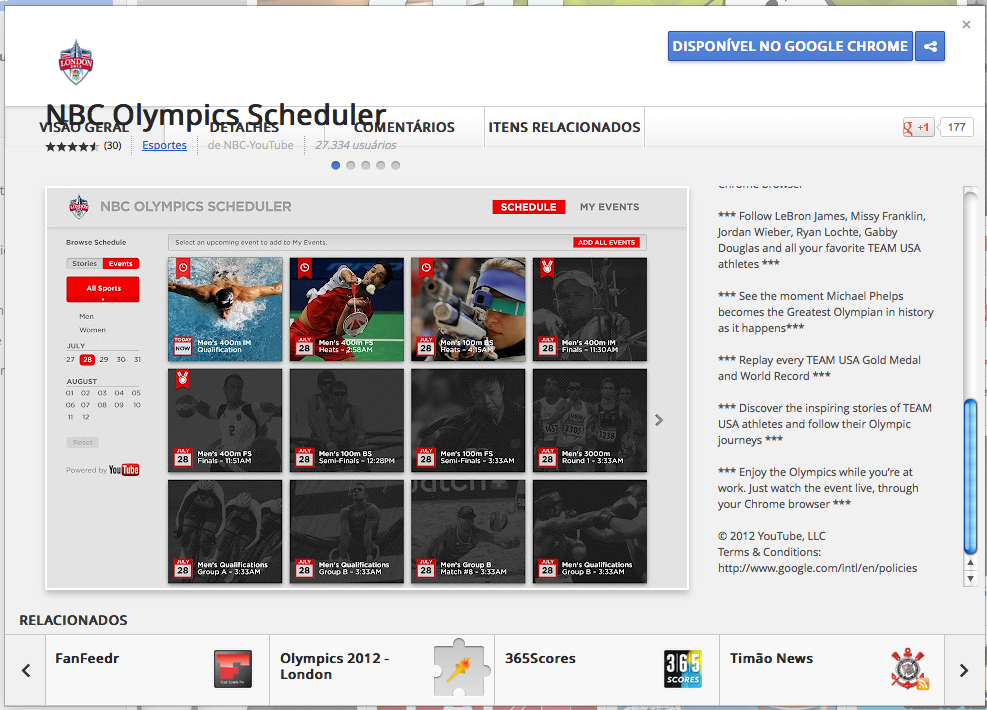 DISPONÍVEL NO GOOGLE CHROME
LONDON
NBC Olympics Scheduler
VISÃO GERAL
DETALHES
COMENTÁRIOS
ITENS RELACIONADOS
+1
177
(30)
Esportes
de NBC-YouTube
27.334 usuários
NBC OLYMPICS SCHEDULER
SCHEDULE
MY EVENTS
Browse Schedule
Stories
Events
All Sports
Men
Women
JULY
27 28 29 30 31
AUGUST
01 02 03 04 05
06 07 08 09 10
11 12
Reset
Powered by YouTube
Select an upcoming event to add to My Events.
ADD ALL EVENTS
TODAY
NOW
Men's 400m IM
Qualification
JULY
28
Men's 400m FS
Heats - 2:58AM
JULY
28
Men's 100m BS
Heats - 4:15AM
JULY
28
Men's 400m IM
Finals - 11:30AM
JULY
28
Men's 400m FS
Finals - 11:51AM
JULY
28
Men's 100m BS
Semi-Finals - 12:28PM
JULY
28
Men's 100m FS
Semi-Finals - 3:33AM
JULY
28
Men's 3000m
Round 1 - 3:33AM
JULY
28
Men's Qualifications
Group A - 3:33AM
JULY
28
Men's Qualifications
Group B - 3:33AM
JULY
28
Men's Group B
Match #8 - 3:33AM
JULY
28
Men's Qualifications
Group B - 3:33AM
Chrome browser
*** Follow LeBron James, Missy Franklin,
Jordan Wieber, Ryan Lochte, Gabby
Douglas and all your favorite TEAM USA
athletes ***
*** See the moment Michael Phelps
becomes the Greatest Olympian in history
as it happens***
*** Replay every TEAM USA Gold Medal
and World Record ***
*** Discover the inspiring stories of TEAM
USA athletes and follow their Olympic
journeys ***
*** Enjoy the Olympics while you're at
work. Just watch the event live, through
your Chrome browser ***
© 2012 YouTube, LLC
Terms & Conditions:
http://www.google.com/intl/en/policies
RELACIONADOS
FanFeedr
Olympics 2012 -
London
365Scores
365
SCORES
Timão News